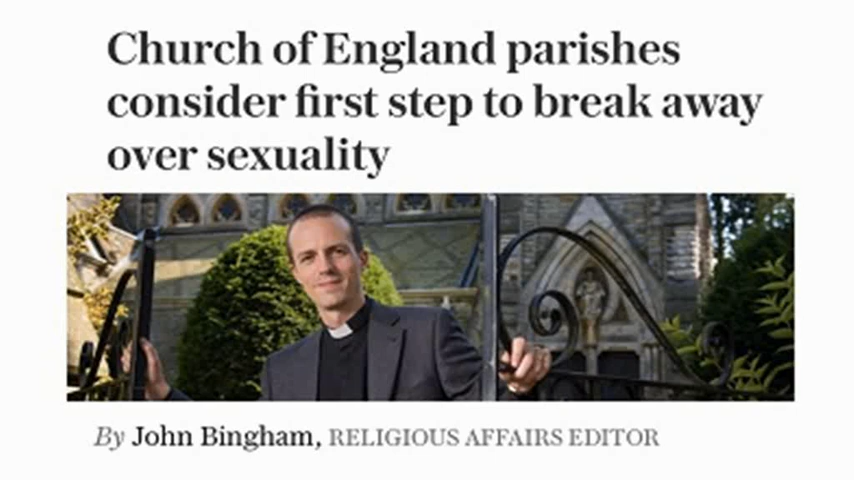 Church of England parishes
consider first step to break away
over sexuality
By John Bingham, RELIGIOUS AFFAIRS EDITOR